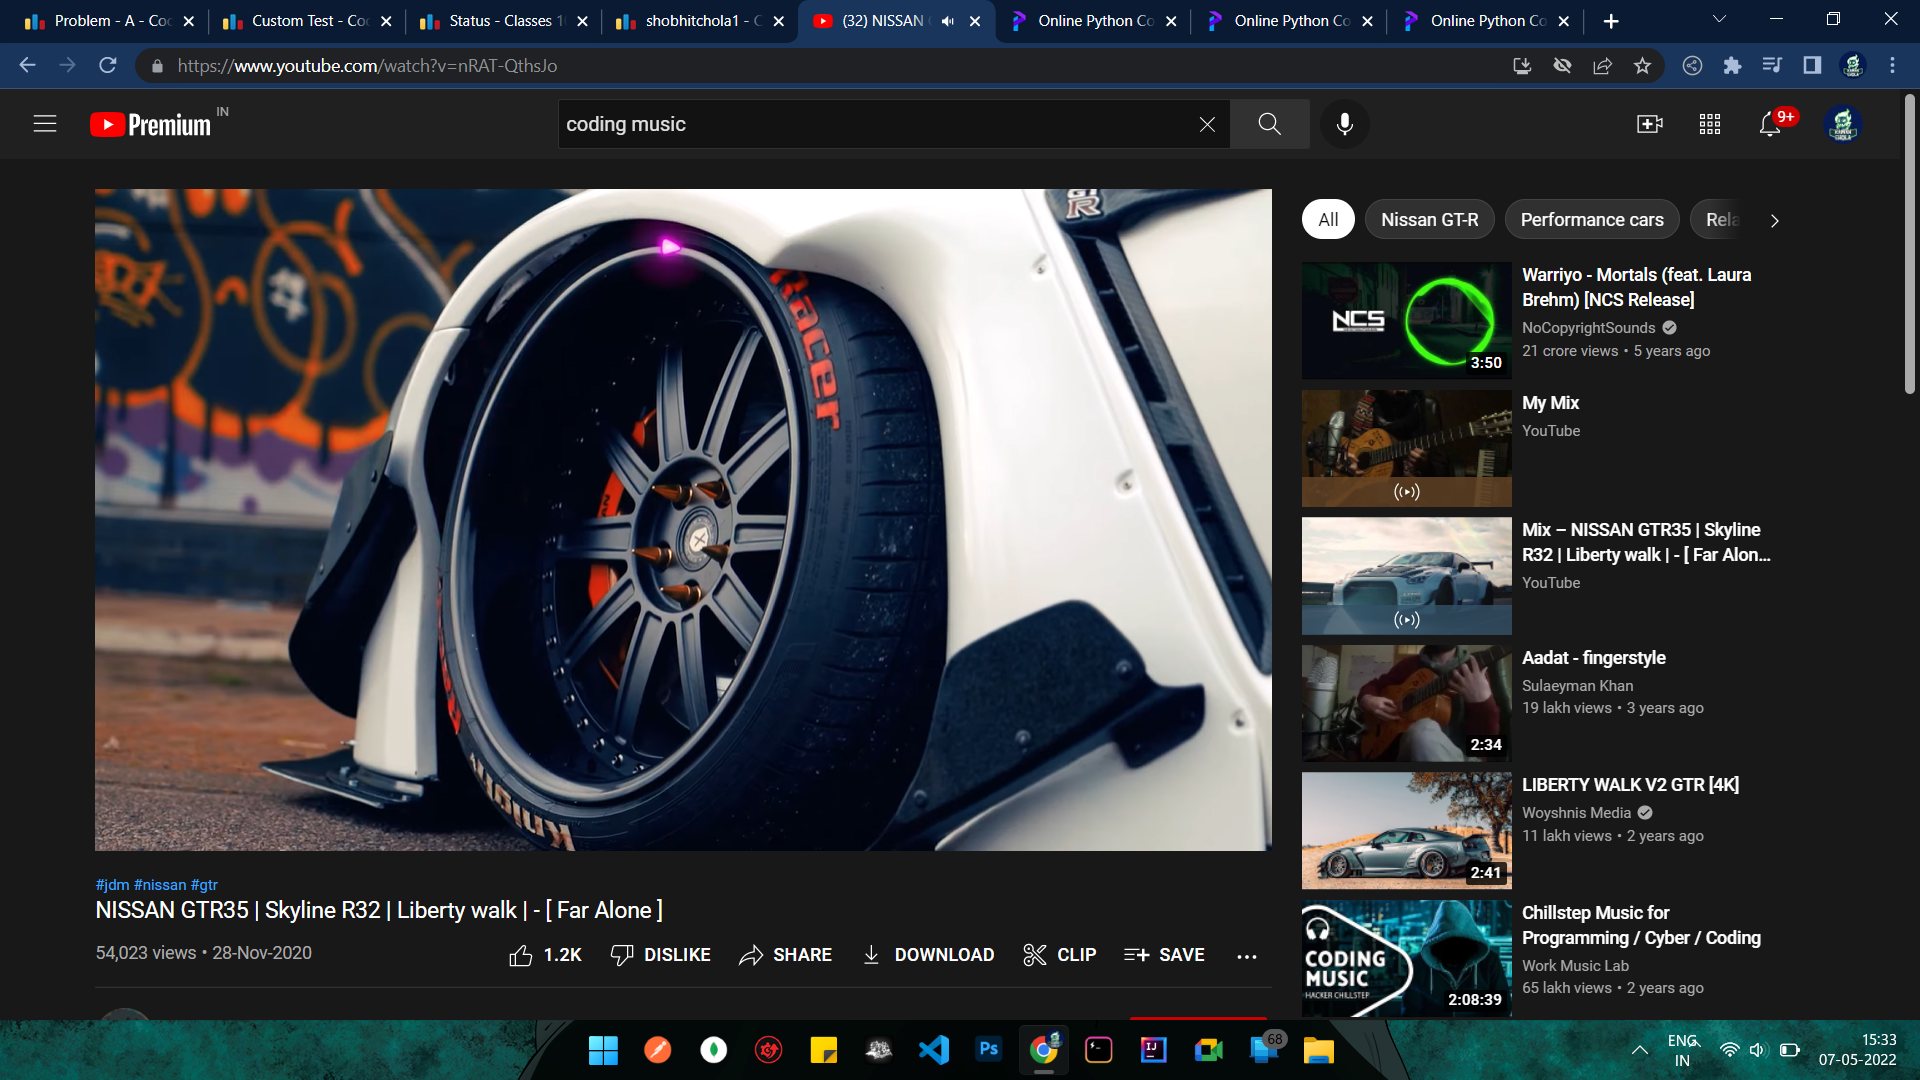 Problem - A - Co
Custom Test - Co
Status - Classes 1
shobhitchola1 - C
(32) NISSAN
Online Python Co
Online Python Co
Online Python Co
https://www.youtube.com/watch?v=nRAT-QthsJo
Premium IN
coding music
9+
Racer
All
Nissan GT-R
Performance cars
Rela
Warriyo - Mortals (feat. Laura
Brehm) [NCS Release]
NoCopyrightSounds
21 crore views • 5 years ago
NCS
3:50
My Mix
YouTube
Mix – NISSAN GTR35 | Skyline
R32 | Liberty walk | - [ Far Alon...
YouTube
Aadat - fingerstyle
Sulaeyman Khan
19 lakh views • 3 years ago
2:34
LIBERTY WALK V2 GTR [4K]
Woyshnis Media
11 lakh views • 2 years ago
2:41
Chillstep Music for
Programming / Cyber / Coding
Work Music Lab
65 lakh views • 2 years ago
CODING
MUSIC
HACKER CHILLSTEP
2:08:39
#jdm #nissan #gtr
NISSAN GTR35 | Skyline R32 | Liberty walk | - [ Far Alone ]
54,023 views • 28-Nov-2020
1.2K
DISLIKE
SHARE
DOWNLOAD
CLIP
SAVE
Ps
IJ
68
ENG
IN
15:33
07-05-2022